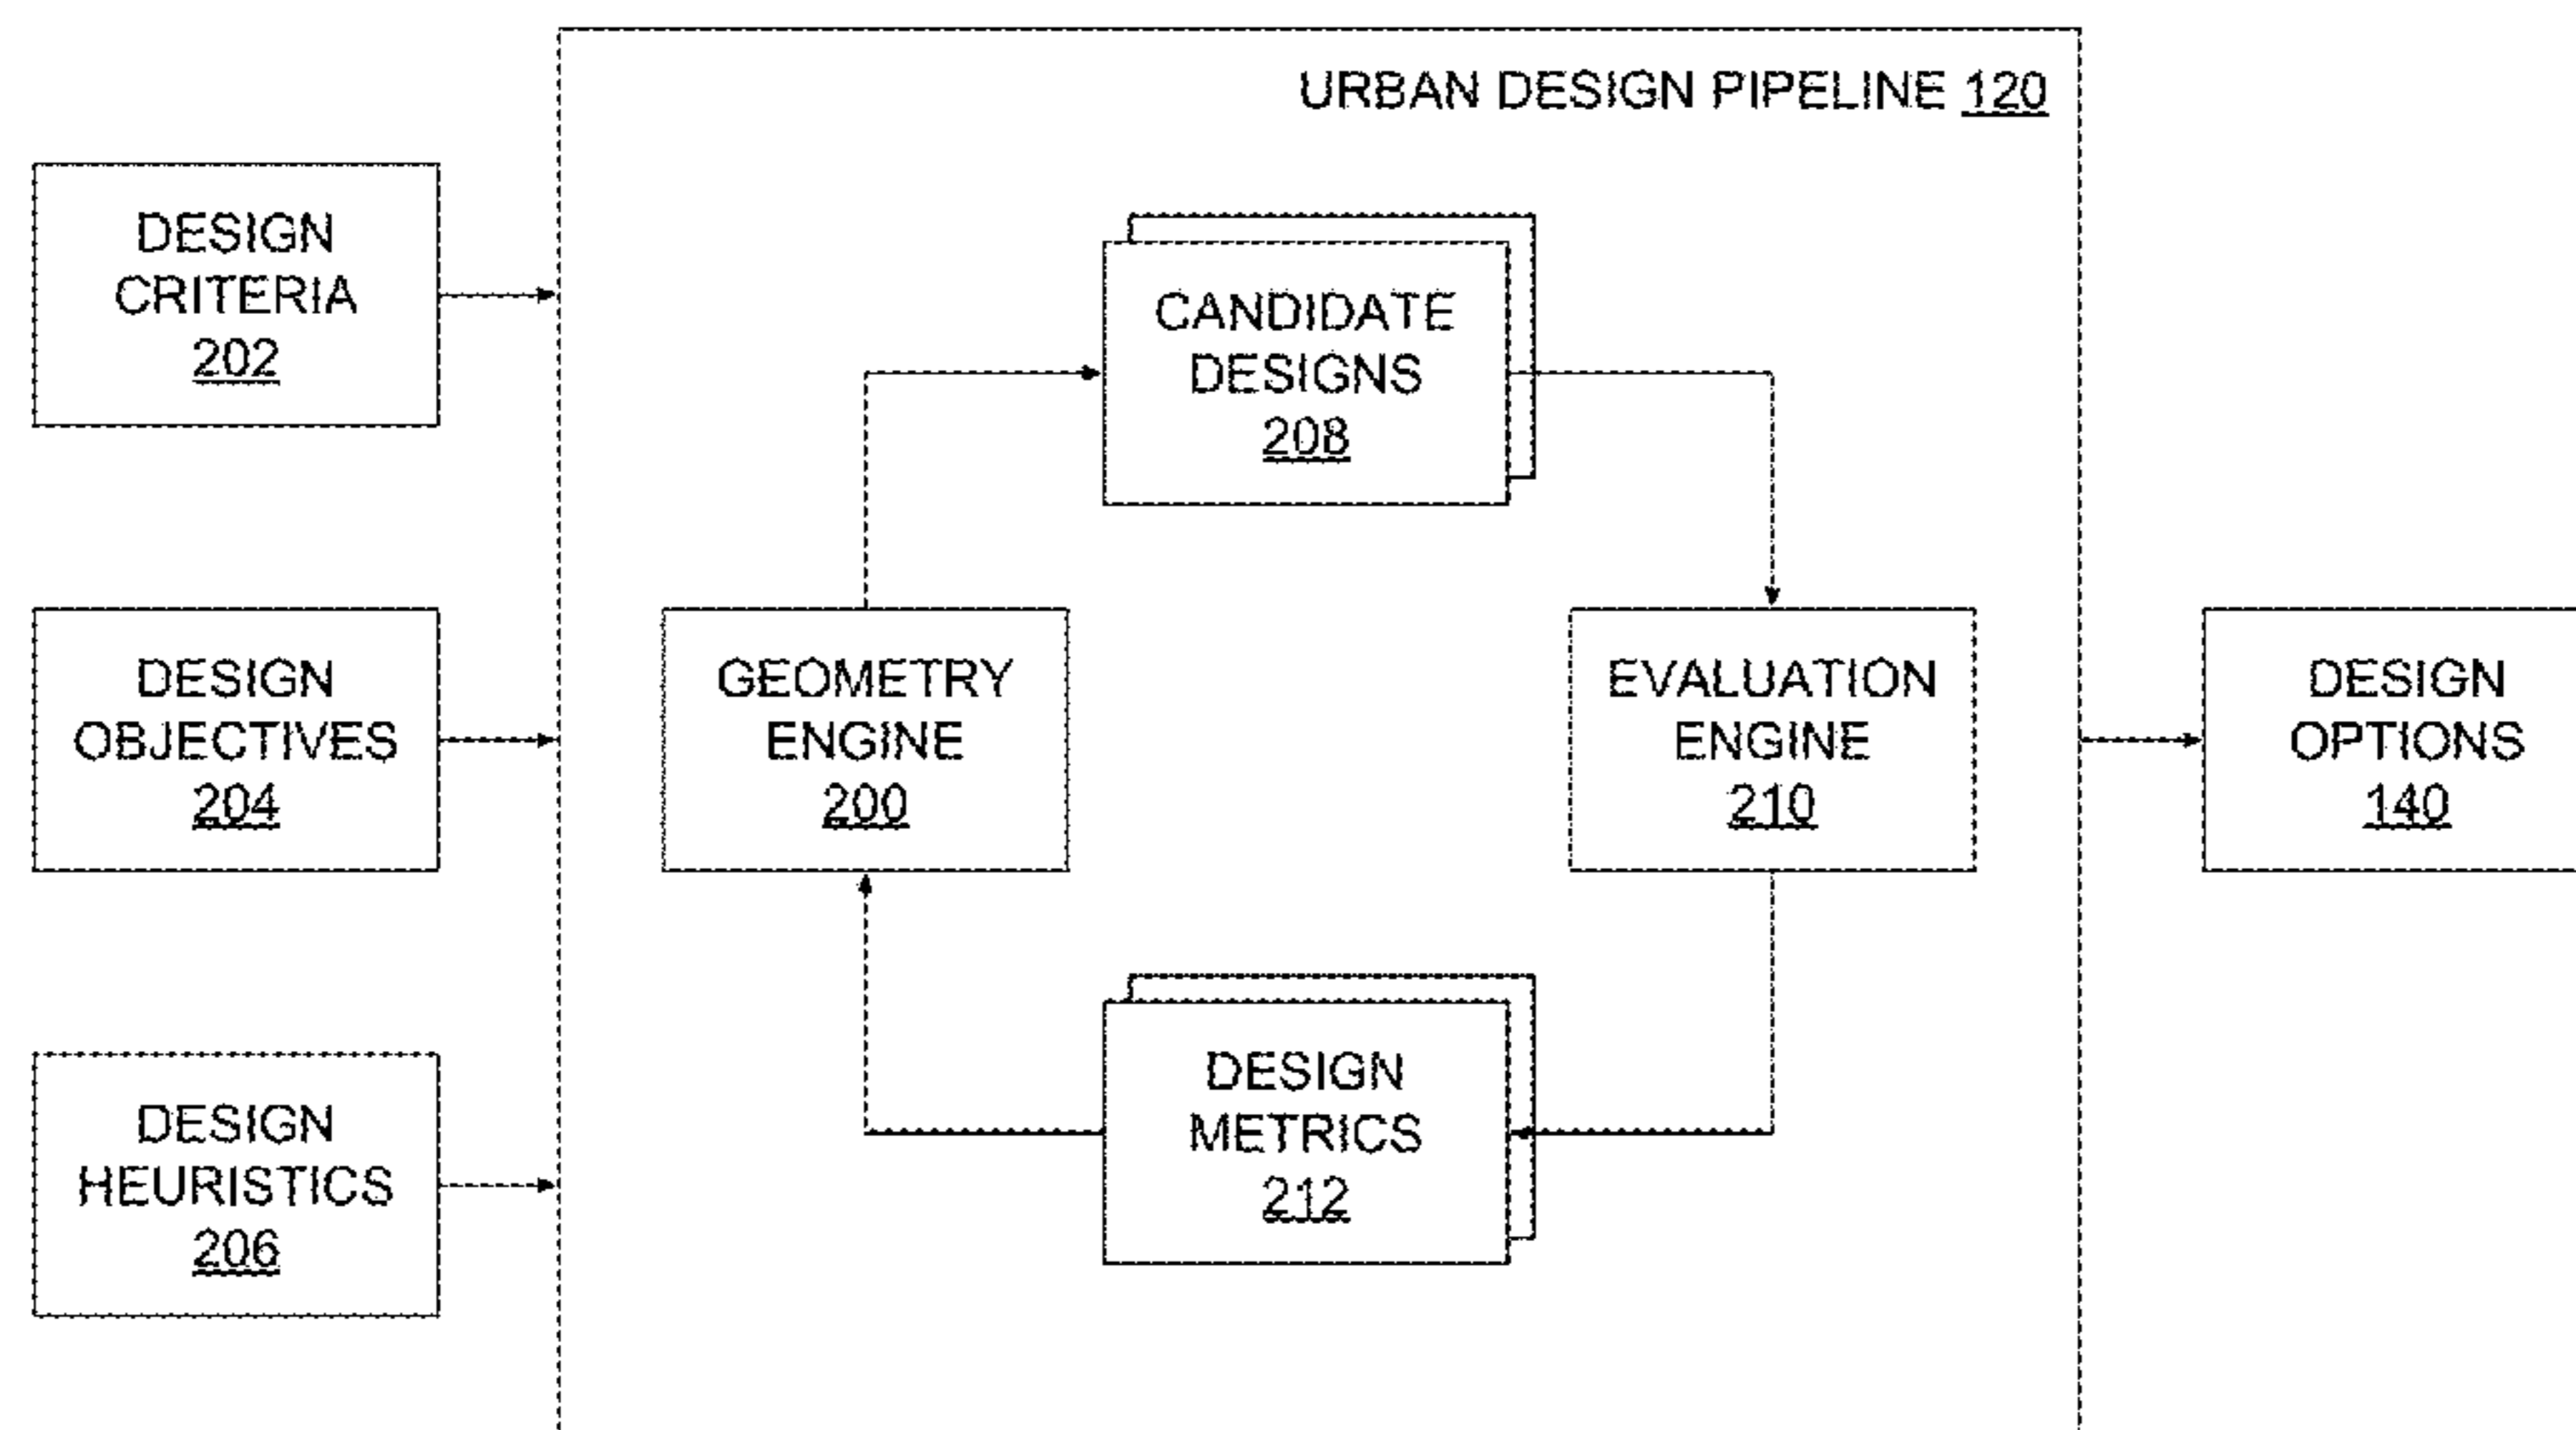 URBAN DESIGN PIPELINE 120
DESIGN
CRITERIA
202
CANDIDATE
DESIGNS
208
DESIGN
OBJECTIVES
204
GEOMETRY
ENGINE
200
EVALUATION
ENGINE
210
DESIGN
OPTIONS
140
DESIGN
HEURISTICS
206
DESIGN
METRICS
212